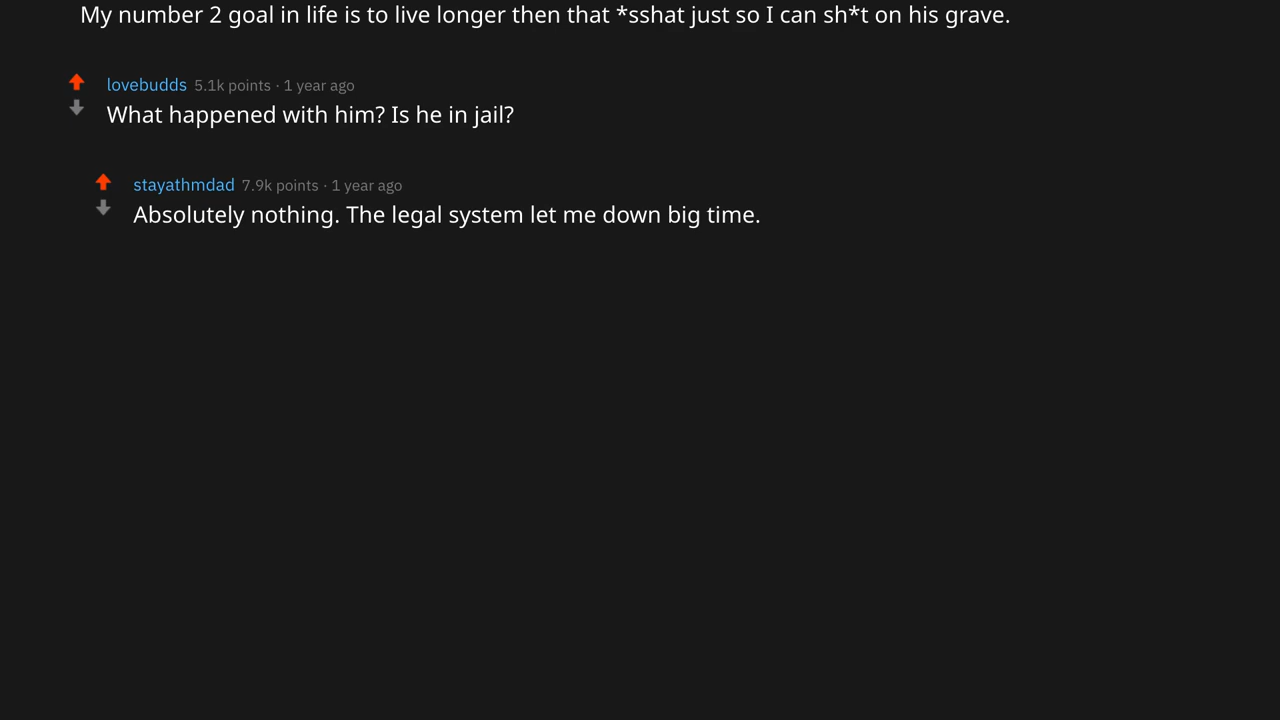 My number 2 goal in life is to live longer then that *sshat just so I can sh*t on his grave.
lovebudds 5.1k points · 1 year ago
What happened with him? Is he in jail?
stayathmdad 7.9k points · 1 year ago
Absolutely nothing. The legal system let me down big time.